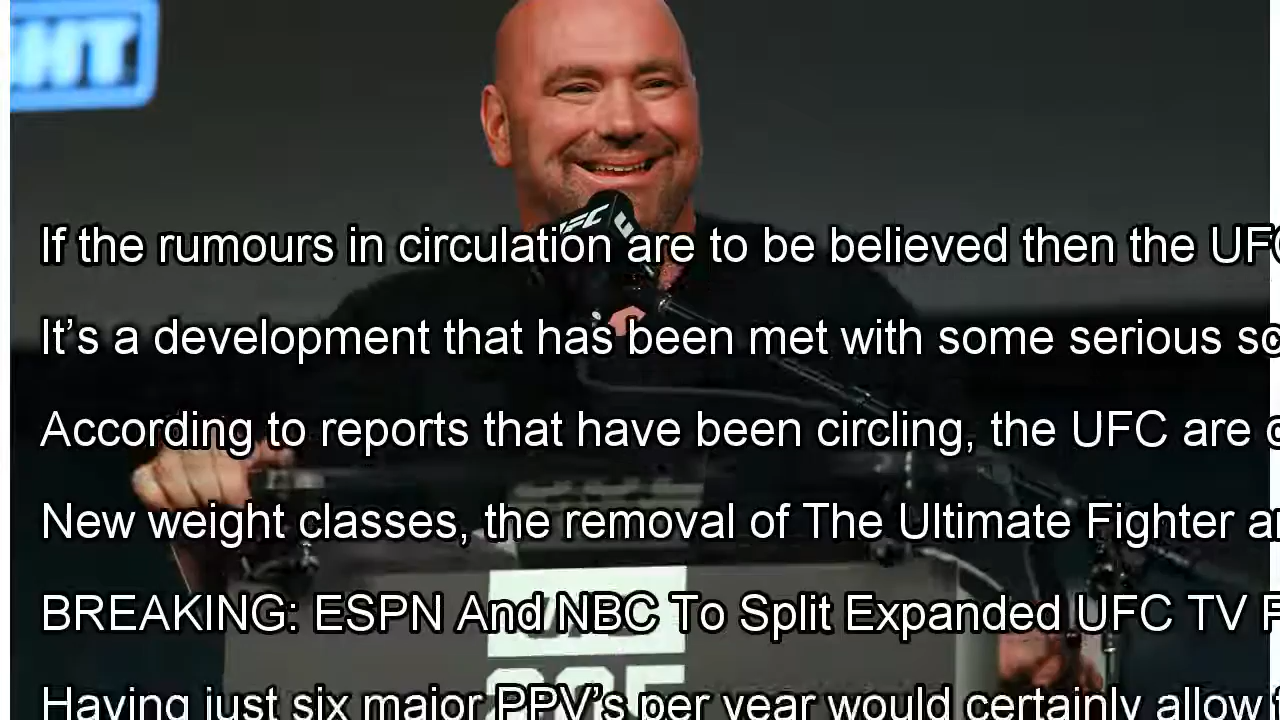 GHT
UFC
If the rumours in circulation are to be believed then the UFC
It’s a development that has been met with some serious
According to reports that have been circling, the UFC are
New weight classes, the removal of The Ultimate Fighter
BREAKING: ESPN And NBC To Split Expanded UFC TV
Having just six major PPV’s per year would certainly allow